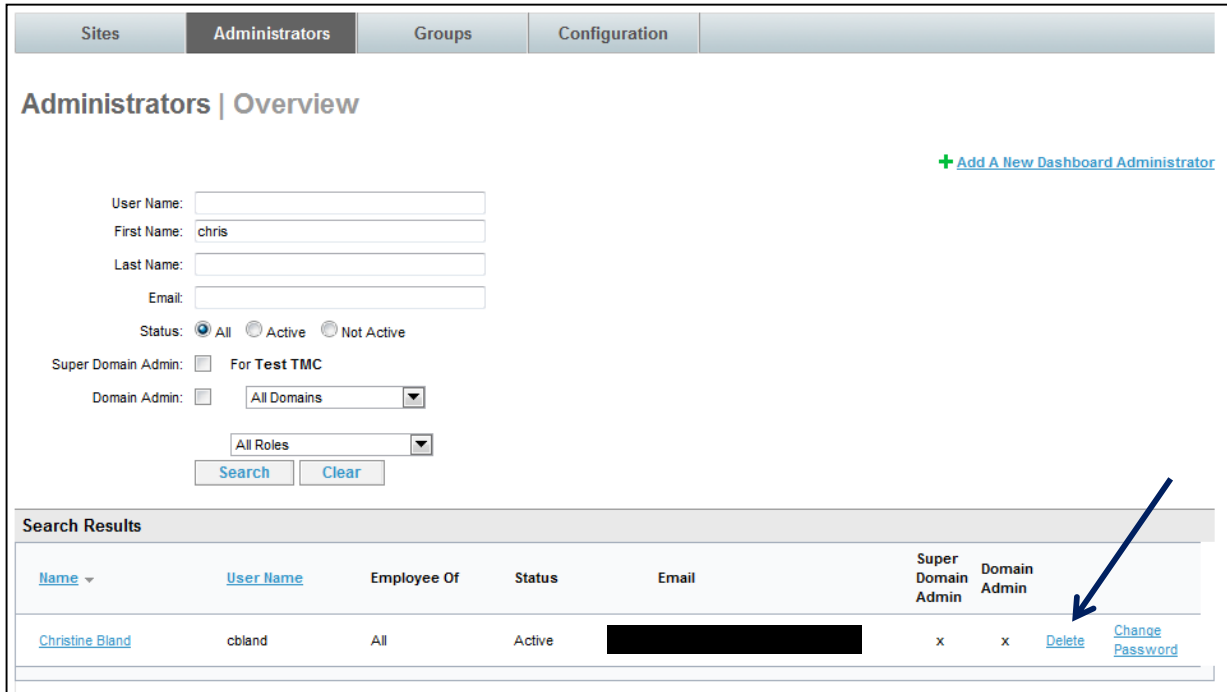 Sites Administrators Groups Configuration
Administrators | Overview
Add A New Dashboard Administrator
User Name:
First Name: chris
Last Name:
Email:
Status: All Active Not Active
Super Domain Admin: For Test TMC
Domain Admin: All Domains
All Roles
Search Clear
Search Results
Name User Name Employee Of Status Email Super Domain Admin Domain Admin
Christine Bland cbland All Active x x Delete Change Password